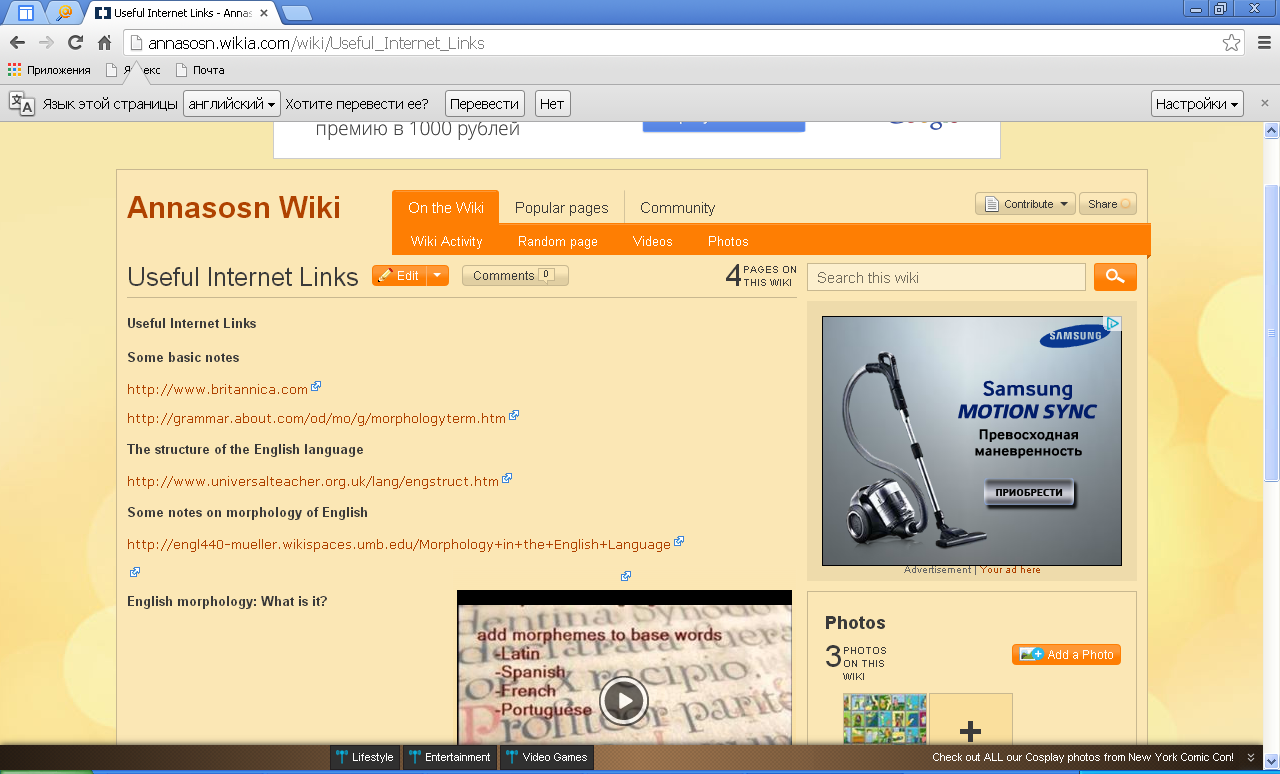 Useful Internet Links - Annas
annasosn.wikia.com/wiki/Useful_Internet_Links
Приложения
Яндекс
Почта
Язык этой страницы
английский
Хотите перевести ее?
Перевести
Нет
Настройки
премию в 1000 рублей
Annasosn Wiki
On the Wiki
Popular pages
Community
Contribute
Share
Wiki Activity
Random page
Videos
Photos
Useful Internet Links
Edit
Comments 0
4 PAGES ON
THIS WIKI
Search this wiki
Useful Internet Links
Some basic notes
http://www.britannica.com
http://grammar.about.com/od/mo/g/morphologyterm.htm
The structure of the English language
http://www.universalteacher.org.uk/lang/engstruct.htm
Some notes on morphology of English
http://engl440-mueller.wikispaces.umb.edu/Morphology+in+the+English+Language
English morphology: What is it?
add morphemes to base words
-Latin
-Spanish
-French
-Portuguese
SAMSUNG
Samsung
MOTION SYNC
Превосходная
маневренность
ПРИОБРЕСТИ
Advertisement | Your ad here
Photos
3 PHOTOS
ON THIS
WIKI
Add a Photo
+
Lifestyle
Entertainment
Video Games
Check out ALL our Cosplay photos from New York Comic Con!